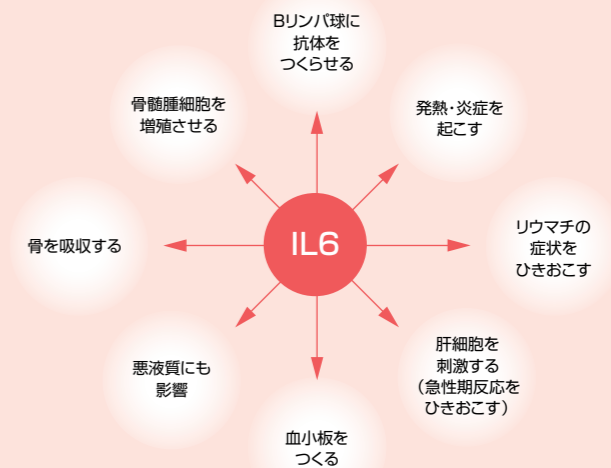 Bリンパ球に
抗体を
つくらせる
発熱・炎症を
起こす
リウマチの
症状を
ひきおこす
肝細胞を
刺激する
（急性期反応を
ひきおこす）
血小板を
つくる
悪液質にも
影響
骨を吸収する
骨髄腫細胞を
増殖させる
IL6